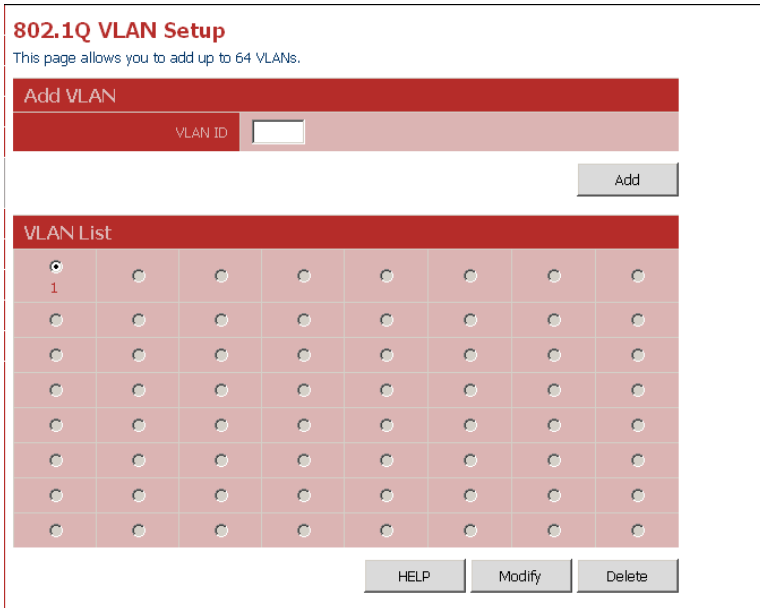 802.1Q VLAN Setup
This page allows you to add up to 64 VLANs.
Add VLAN
VLAN ID
Add
VLAN List
1
HELP Modify Delete